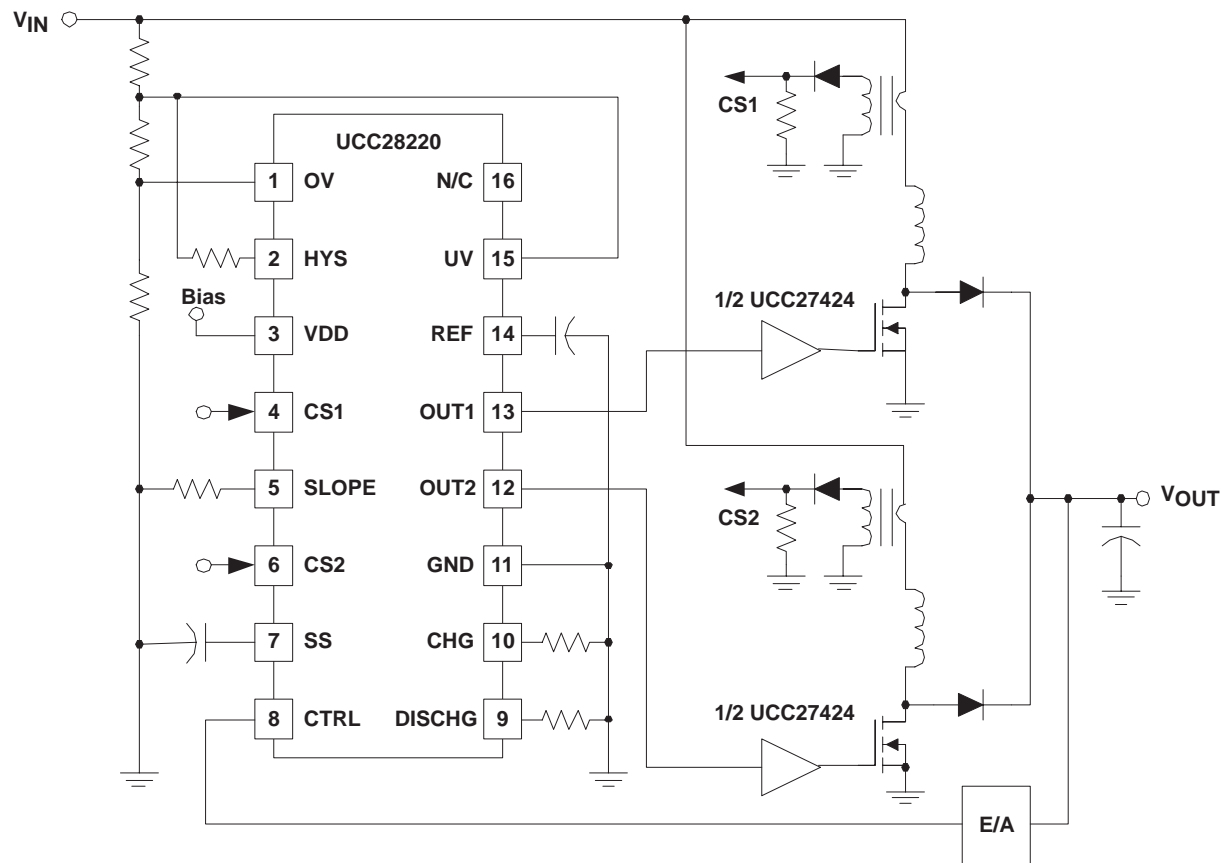 VIN
CS1
UCC28220
1 OV
N/C 16
2 HYS
UV 15
Bias
1/2 UCC27424
3 VDD
REF 14
4 CS1
OUT1 13
5 SLOPE
OUT2 12
CS2
VOUT
6 CS2
GND 11
7 SS
CHG 10
8 CTRL
DISCHG 9
1/2 UCC27424
E/A